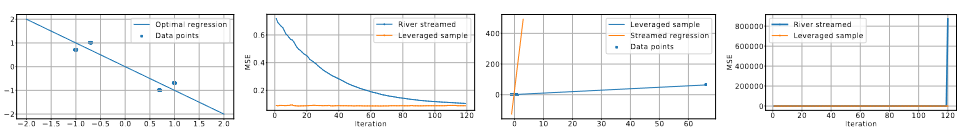 Optimal regression
Data points
1
0
−1
−2
−2.0 −1.5 −1.0 −0.5 0.0 0.5 1.0 1.5 2.0
River streamed
Leveraged sample
MSE
0.6
0.4
0.2
0 20 40 60 80 100 120
Iteration
Leveraged sample
Streamed regression
Data points
400
200
0
0 10 20 30 40 50 60
River streamed
Leveraged sample
MSE
800000
600000
400000
200000
0
0 20 40 60 80 100 120
Iteration